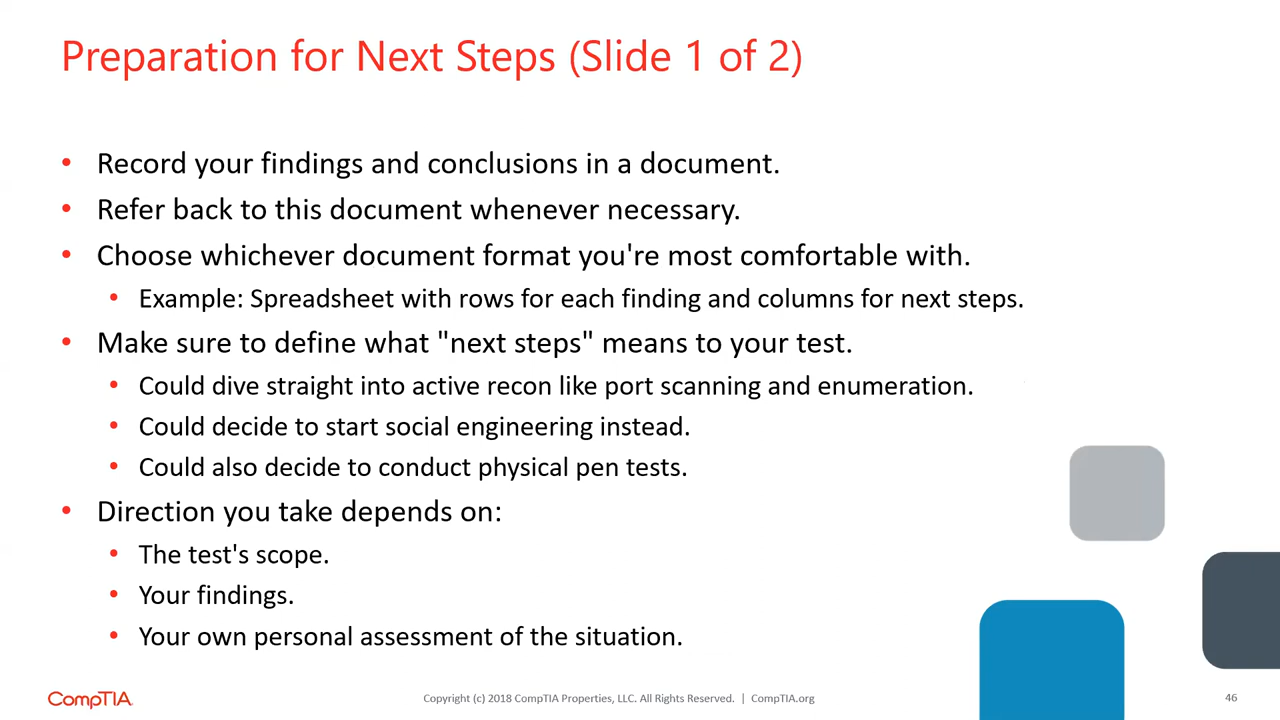 Preparation for Next Steps (Slide 1 of 2)
• Record your findings and conclusions in a document.
• Refer back to this document whenever necessary.
• Choose whichever document format you're most comfortable with.
• Example: Spreadsheet with rows for each finding and columns for next steps.
• Make sure to define what "next steps" means to your test.
• Could dive straight into active recon like port scanning and enumeration.
• Could decide to start social engineering instead.
• Could also decide to conduct physical pen tests.
• Direction you take depends on:
• The test's scope.
• Your findings.
• Your own personal assessment of the situation.
CompTIA. Copyright (c) 2018 CompTIA Properties, LLC. All Rights Reserved. | CompTIA.org 46